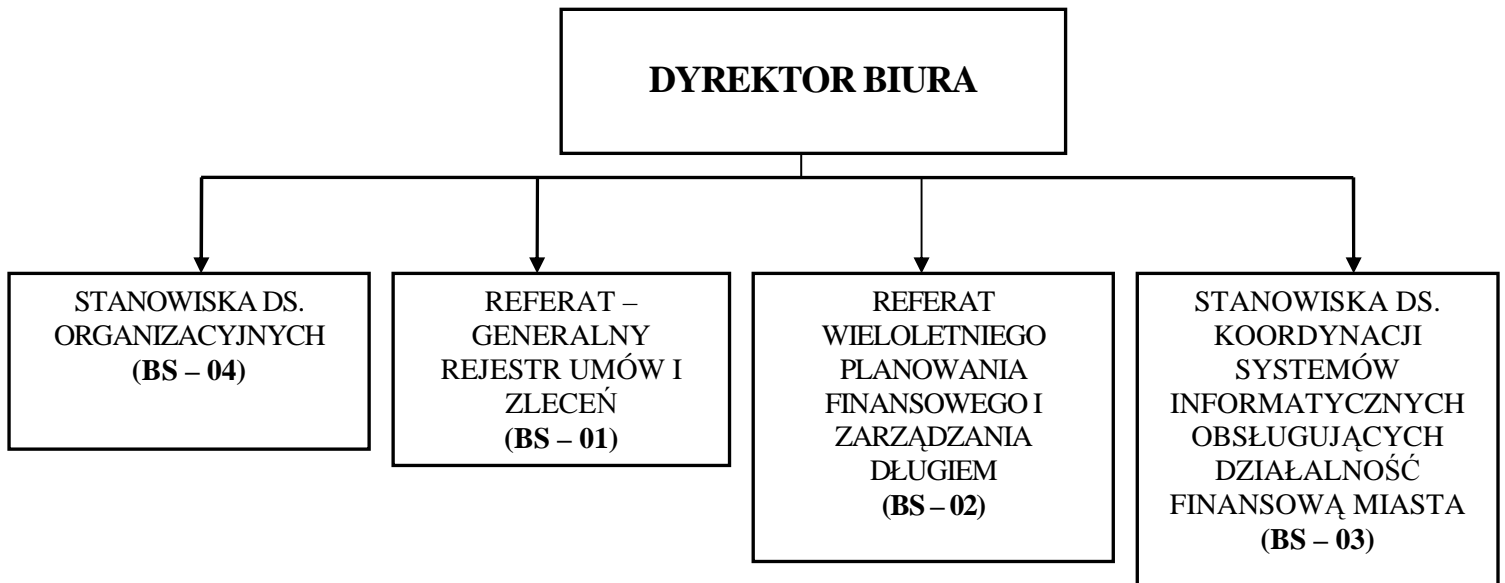 DYREKTOR BIURA
STANOWISKA DS.
ORGANIZACYJNYCH
(BS – 04)
REFERAT –
GENERALNY
REJESTR UMÓW I
ZLECEŃ
(BS – 01)
REFERAT
WIELOLETNIEGO
PLANOWANIA
FINANSOWEGO I
ZARZĄDZANIA
DŁUGIEM
(BS – 02)
STANOWISKA DS.
KOORDYNACJI
SYSTEMÓW
INFORMATYCZNYCH
OBSŁUGUJĄCYCH
DZIAŁALNOŚĆ
FINANSOWĄ MIASTA
(BS – 03)